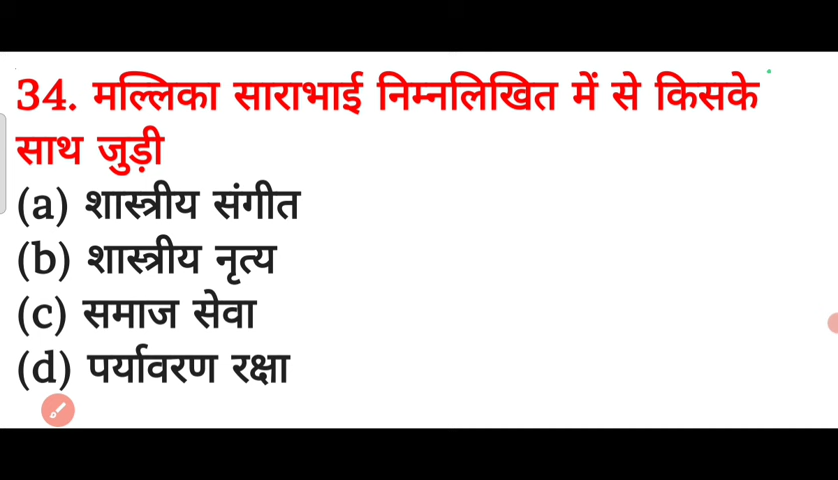 34. मल्लिका साराभाई निम्नलिखित में से किसके
साथ जुड़ी
(a) शास्त्रीय संगीत
(b) शास्त्रीय नृत्य
(c) समाज सेवा
(d) पर्यावरण रक्षा